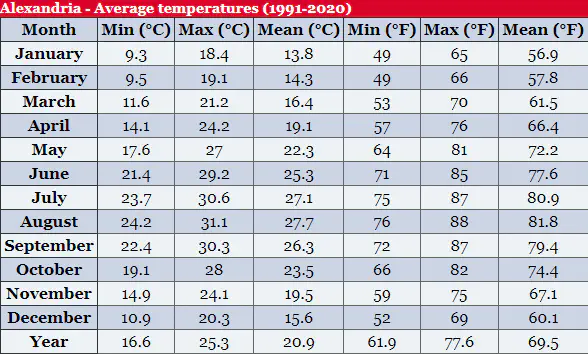 Alexandria - Average temperatures (1991-2020)
Month Min (°C) Max (°C) Mean (°C) Min (°F) Max (°F) Mean (°F)
January 9.3 18.4 13.8 49 65 56.9
February 9.5 19.1 14.3 49 66 57.8
March 11.6 21.2 16.4 53 70 61.5
April 14.1 24.2 19.1 57 76 66.4
May 17.6 27 22.3 64 81 72.2
June 21.4 29.2 25.3 71 85 77.6
July 23.7 30.6 27.1 75 87 80.9
August 24.2 31.1 27.7 76 88 81.8
September 22.4 30.3 26.3 72 87 79.4
October 19.1 28 23.5 66 82 74.4
November 14.9 24.1 19.5 59 75 67.1
December 10.9 20.3 15.6 52 69 60.1
Year 16.6 25.3 20.9 61.9 77.6 69.5